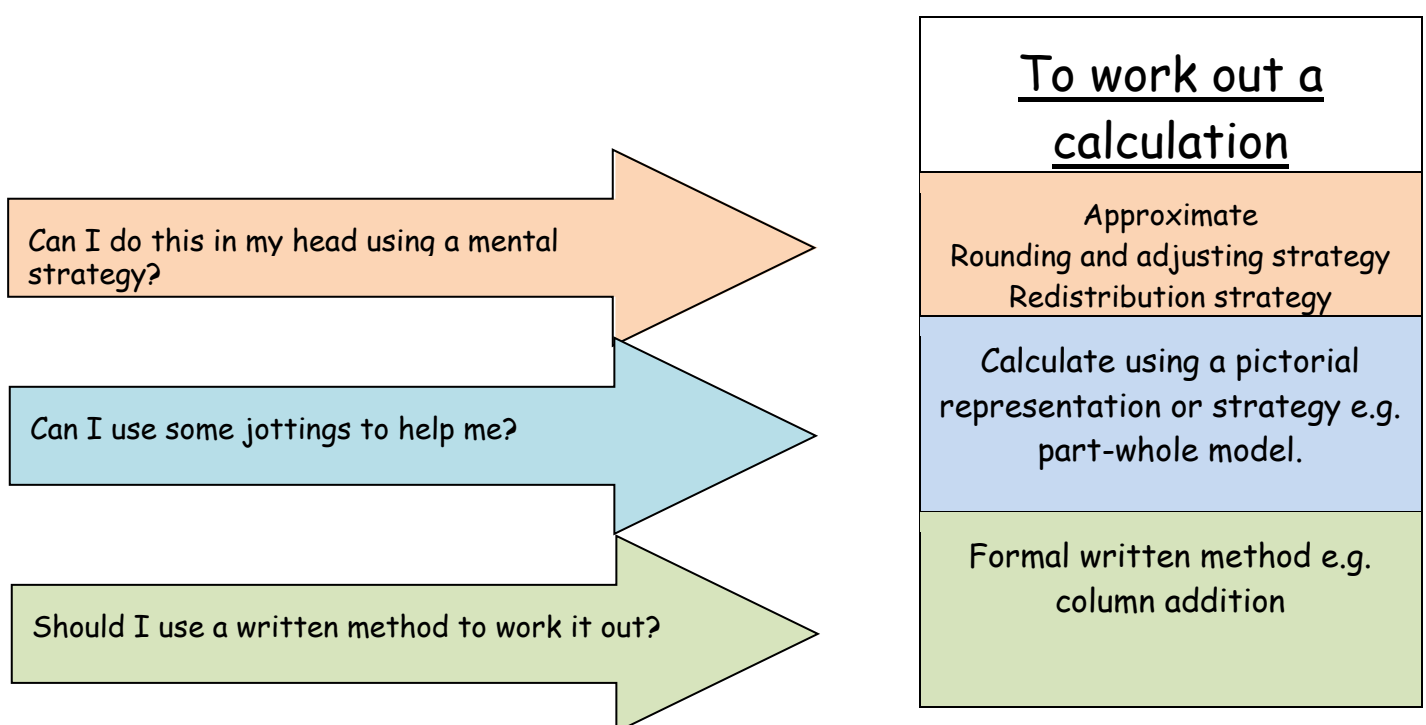 To work out a
calculation
Can I do this in my head using a mental
strategy?
Approximate
Rounding and adjusting strategy
Redistribution strategy
Can I use some jottings to help me?
Calculate using a pictorial
representation or strategy e.g.
part-whole model.
Should I use a written method to work it out?
Formal written method e.g.
column addition